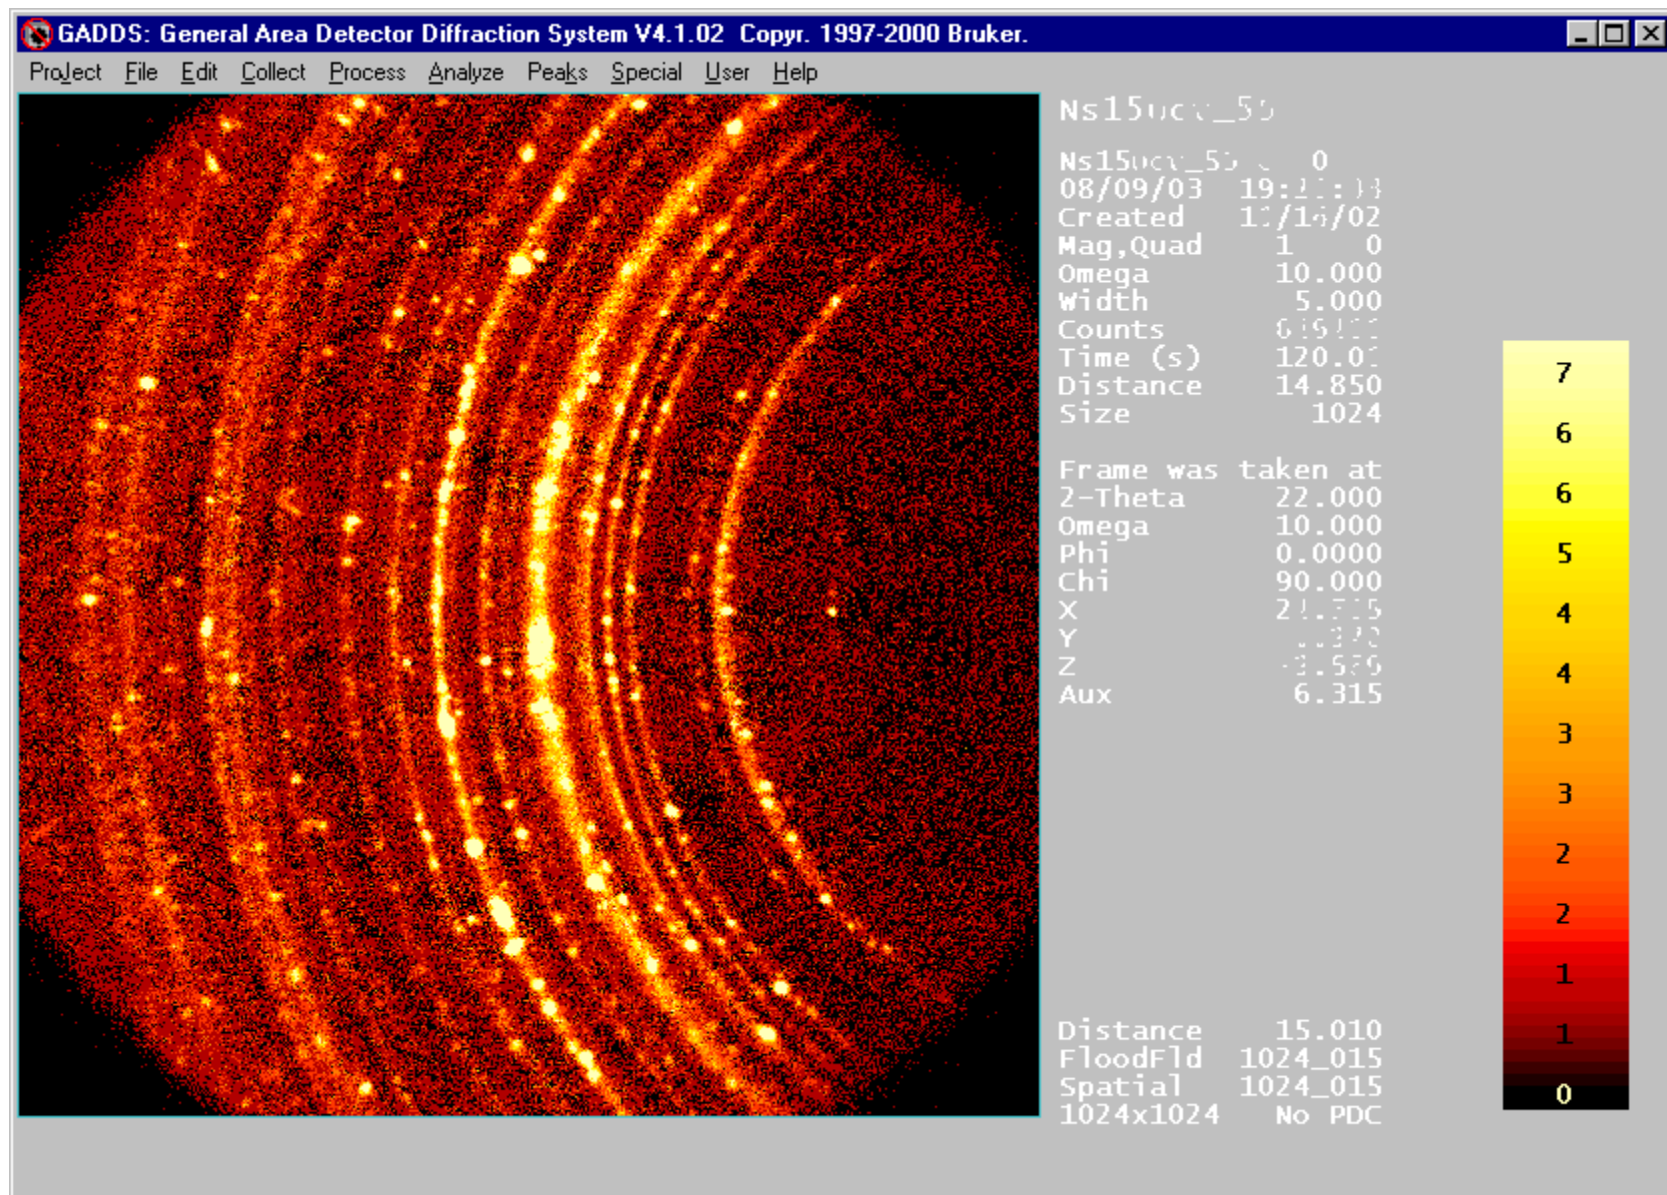 GADDS: General Area Detector Diffraction System V4.1.02 Copyr. 1997-2000 Bruker.
ProJect File Edit Collect Process Analyze Peaks Special User Help
0
08/09/03
Created
Mag,Quad 1 0
Omega 10.000
Width 5.000
Counts
Time (s)
Distance 14.850
Size 1024
Frame was taken at
2-Theta 22.000
Omega 10.000
Phi 0.0000
Chi 90.000
X
Y
Z
Aux 6.315
Distance 15.010
FloodFld 1024_015
Spatial 1024_015
1024x1024 No PDC
7
6
6
5
4
4
3
3
2
2
1
1
0